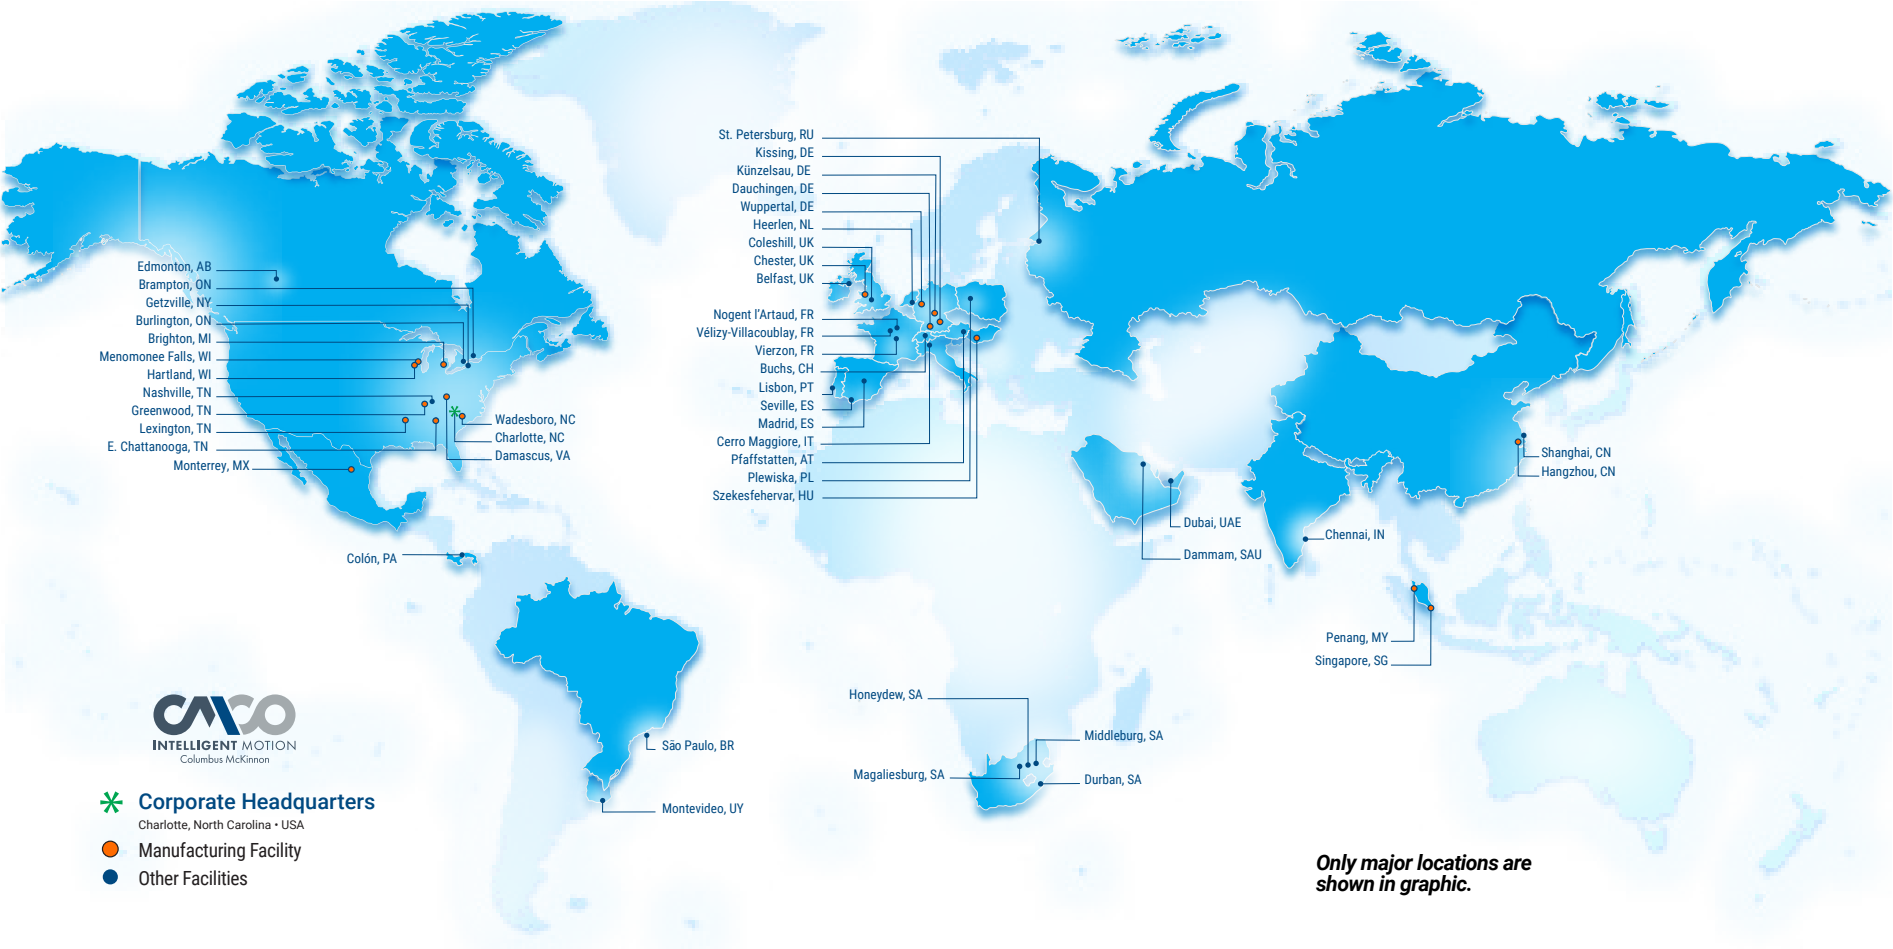 St. Petersburg, RU
Kissing, DE
Künzelsau, DE
Dauchingen, DE
Wuppertal, DE
Heerlen, NL
Coleshill, UK
Chester, UK
Belfast, UK
Nogent l'Artaud, FR
Vélizy-Villacoublay, FR
Vierzon, FR
Buchs, CH
Lisbon, PT
Seville, ES
Madrid, ES
Cerro Maggiore, IT
Pfaffstatten, AT
Plewiska, PL
Szekesfehervar, HU
Edmonton, AB
Brampton, ON
Getzville, NY
Burlington, ON
Brighton, MI
Menomonee Falls, WI
Hartland, WI
Nashville, TN
Greenwood, TN
Lexington, TN
E. Chattanooga, TN
Monterrey, MX
Wadesboro, NC
Charlotte, NC
Damascus, VA
Colón, PA
São Paulo, BR
Montevideo, UY
Honeydew, SA
Middleburg, SA
Magaliesburg, SA
Durban, SA
Dubai, UAE
Dammam, SAU
Chennai, IN
Shanghai, CN
Hangzhou, CN
Penang, MY
Singapore, SG
CMCO
INTELLIGENT MOTION
Columbus McKinnon
Corporate Headquarters
Charlotte, North Carolina • USA
Manufacturing Facility
Other Facilities
Only major locations are
shown in graphic.